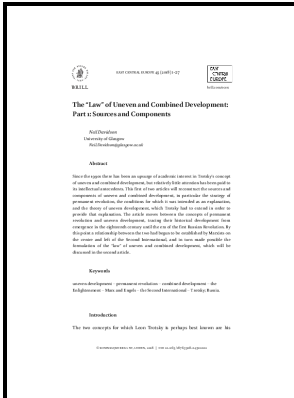 EAST CENTRAL EUROPE 45 (2018) 1-27
EAST
CENTRAL
EUROPE
BRILL
brill.com/eceu
The "Law" of Uneven and Combined Development:
Part 1: Sources and Components
Neil Davidson
University of Glasgow
Neil.Davidson@glasgow.ac.uk
Abstract
Since the 1990s there has been an upsurge of academic interest in Trotsky's concept
of uneven and combined development, but relatively little attention has been paid to
its intellectual antecedents. This first of two articles will reconstruct the sources and
components of uneven and combined development, in particular the strategy of
permanent revolution, the conditions for which it was intended as an explanation,
and the theory of uneven development, which Trotsky had to extend in order to
provide that explanation. The article moves between the concepts of permanent
revolution and uneven development, tracing their historical development from
emergence in the eighteenth century until the eve of the first Russian Revolution. By
this point a relationship between the two had begun to be established by Marxists on
the centre and left of the Second International, and in turn made possible the
formulation of the "law" of uneven and combined development, which will be
discussed in the second article.
Keywords
uneven development – permanent revolution – combined development – the
Enlightenment – Marx and Engels – the Second International – Trotsky; Russia.
Introduction
The two concepts for which Leon Trotsky is perhaps best known are his